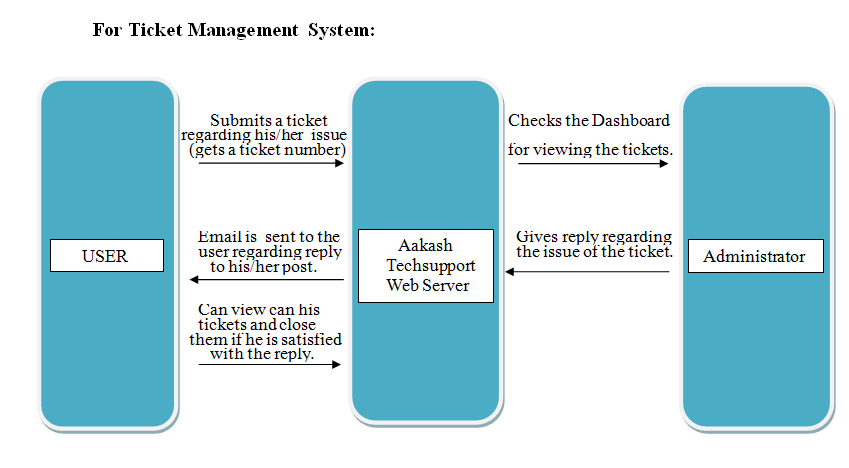 For Ticket Management System:
Submits a ticket
regarding his/her issue
(gets a ticket number)
Checks the Dashboard
for viewing the tickets.
USER
Email is sent to the
user regarding reply
to his/her post.
Aakash
Techsupport
Web Server
Gives reply regarding
the issue of the ticket.
Administrator
Can view can his
tickets and close
them if he is satisfied
with the reply.